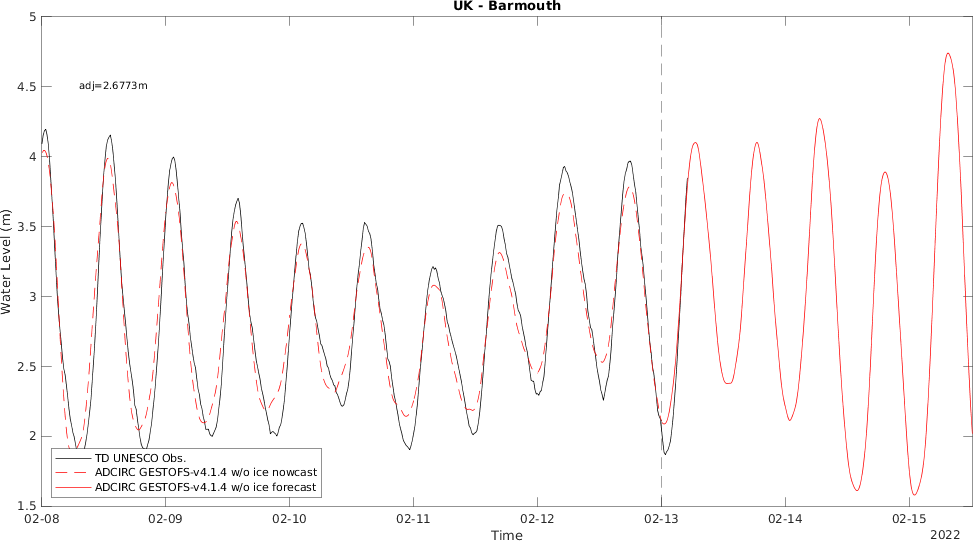 UK - Barmouth
5
4.5
4
3.5
3
2.5
2
1.5
Water Level (m)
adj=2.6773m
TD UNESCO Obs.
ADCIRC GESTOFS-v4.1.4 w/o ice nowcast
ADCIRC GESTOFS-v4.1.4 w/o ice forecast
02-08 02-09 02-10 02-11 02-12 02-13 02-14 02-15
Time
2022